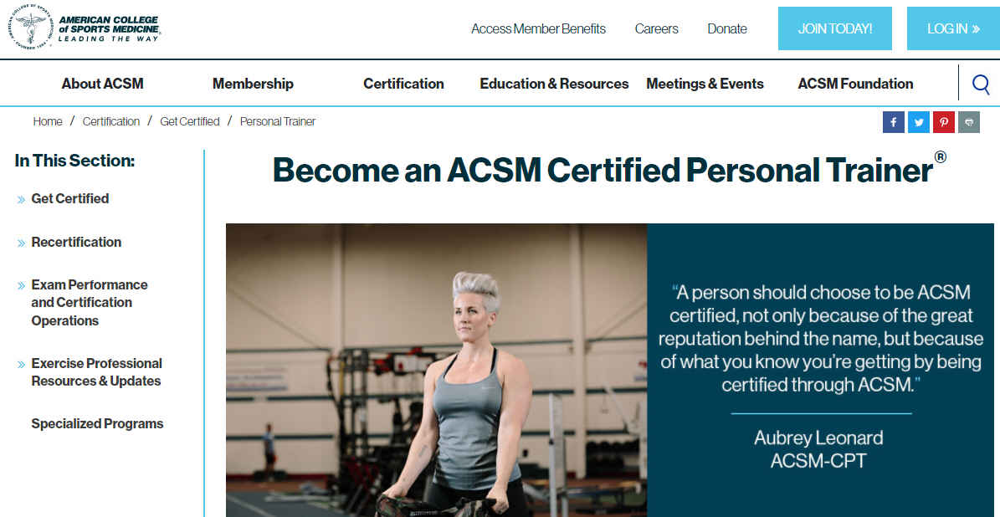 AMERICAN COLLEGE
of SPORTS MEDICINE®
LEADING THE WAY
Access Member Benefits
Careers
Donate
JOIN TODAY!
LOG IN »
About ACSM
Membership
Certification
Education & Resources
Meetings & Events
ACSM Foundation
Home / Certification / Get Certified / Personal Trainer
In This Section:
» Get Certified
» Recertification
» Exam Performance
and Certification
Operations
» Exercise Professional
Resources & Updates
Specialized Programs
Become an ACSM Certified Personal Trainer®
“A person should choose to be ACSM
certified, not only because of the great
reputation behind the name, but because
of what you know you’re getting by being
certified through ACSM.”
Aubrey Leonard
ACSM-CPT